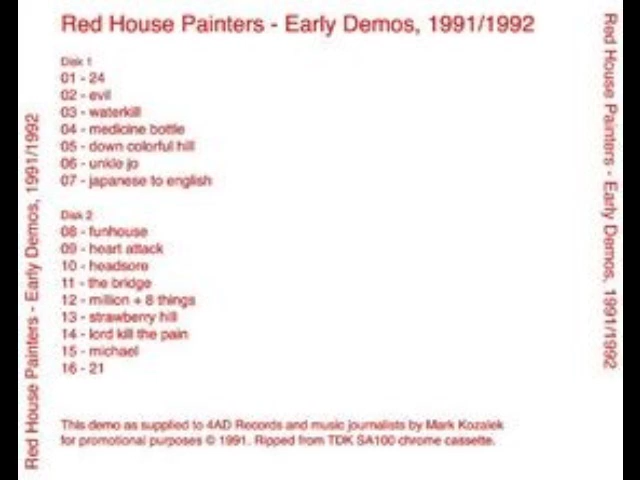 Red House Painters - Early Demos, 1991/1992
Disk 1
01 - 24
02 - evil
03 - waterkill
04 - medicine bottle
05 - down colorful hill
06 - unkle jo
07 - japanese to english
Disk 2
08 - funhouse
09 - heart attack
10 - headsore
11 - the bridge
12 - million + 8 things
13 - strawberry hill
14 - lord kill the pain
15 - michael
16 - 21
This demo as supplied to 4AD Records and music journalists by Mark Kozalek
for promotional purposes © 1991. Ripped from TDK SA100 chrome cassette.
Red House Painters - Early Demos, 1991/1992
Red House Painters - Early Demos, 1991/1992